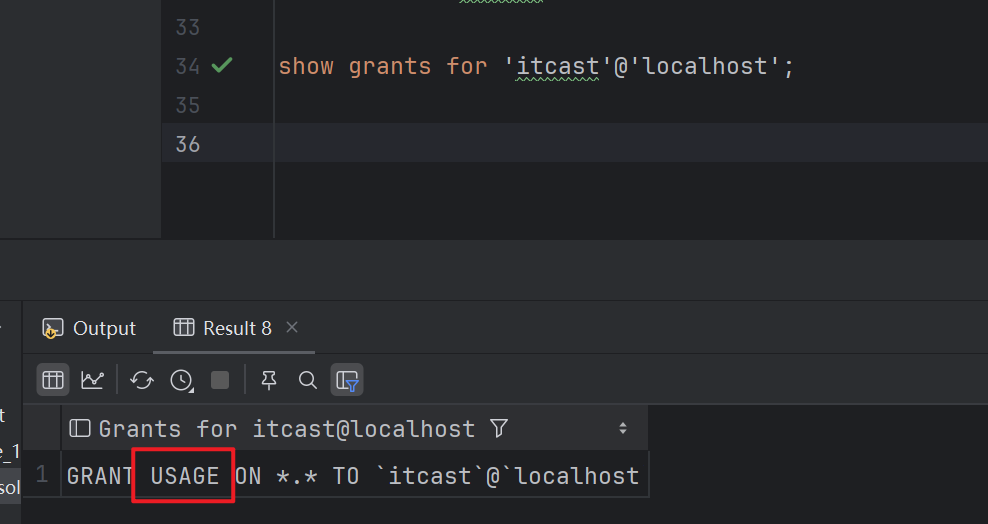 33
34 show grants for 'itcast'@'localhost';
35
36
Output Result 8
t
Grants for itcast@localhost
e_1
1 GRANT USAGE ON *.* TO `itcast`@`localhost
sol